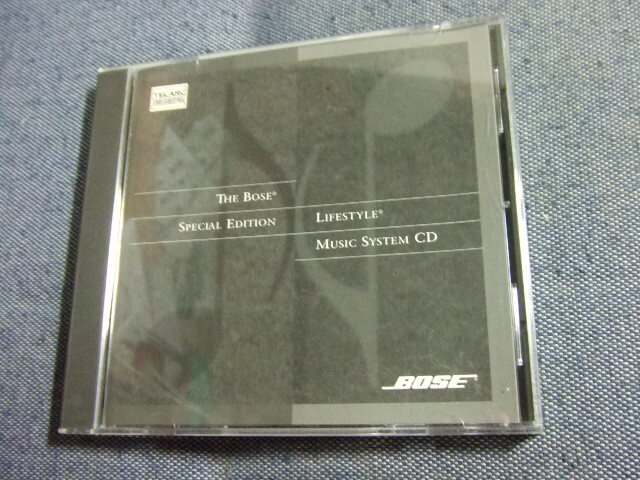 TELARC
THE BOSE®
SPECIAL EDITION
LIFESTYLE®
MUSIC SYSTEM CD
BOSE®